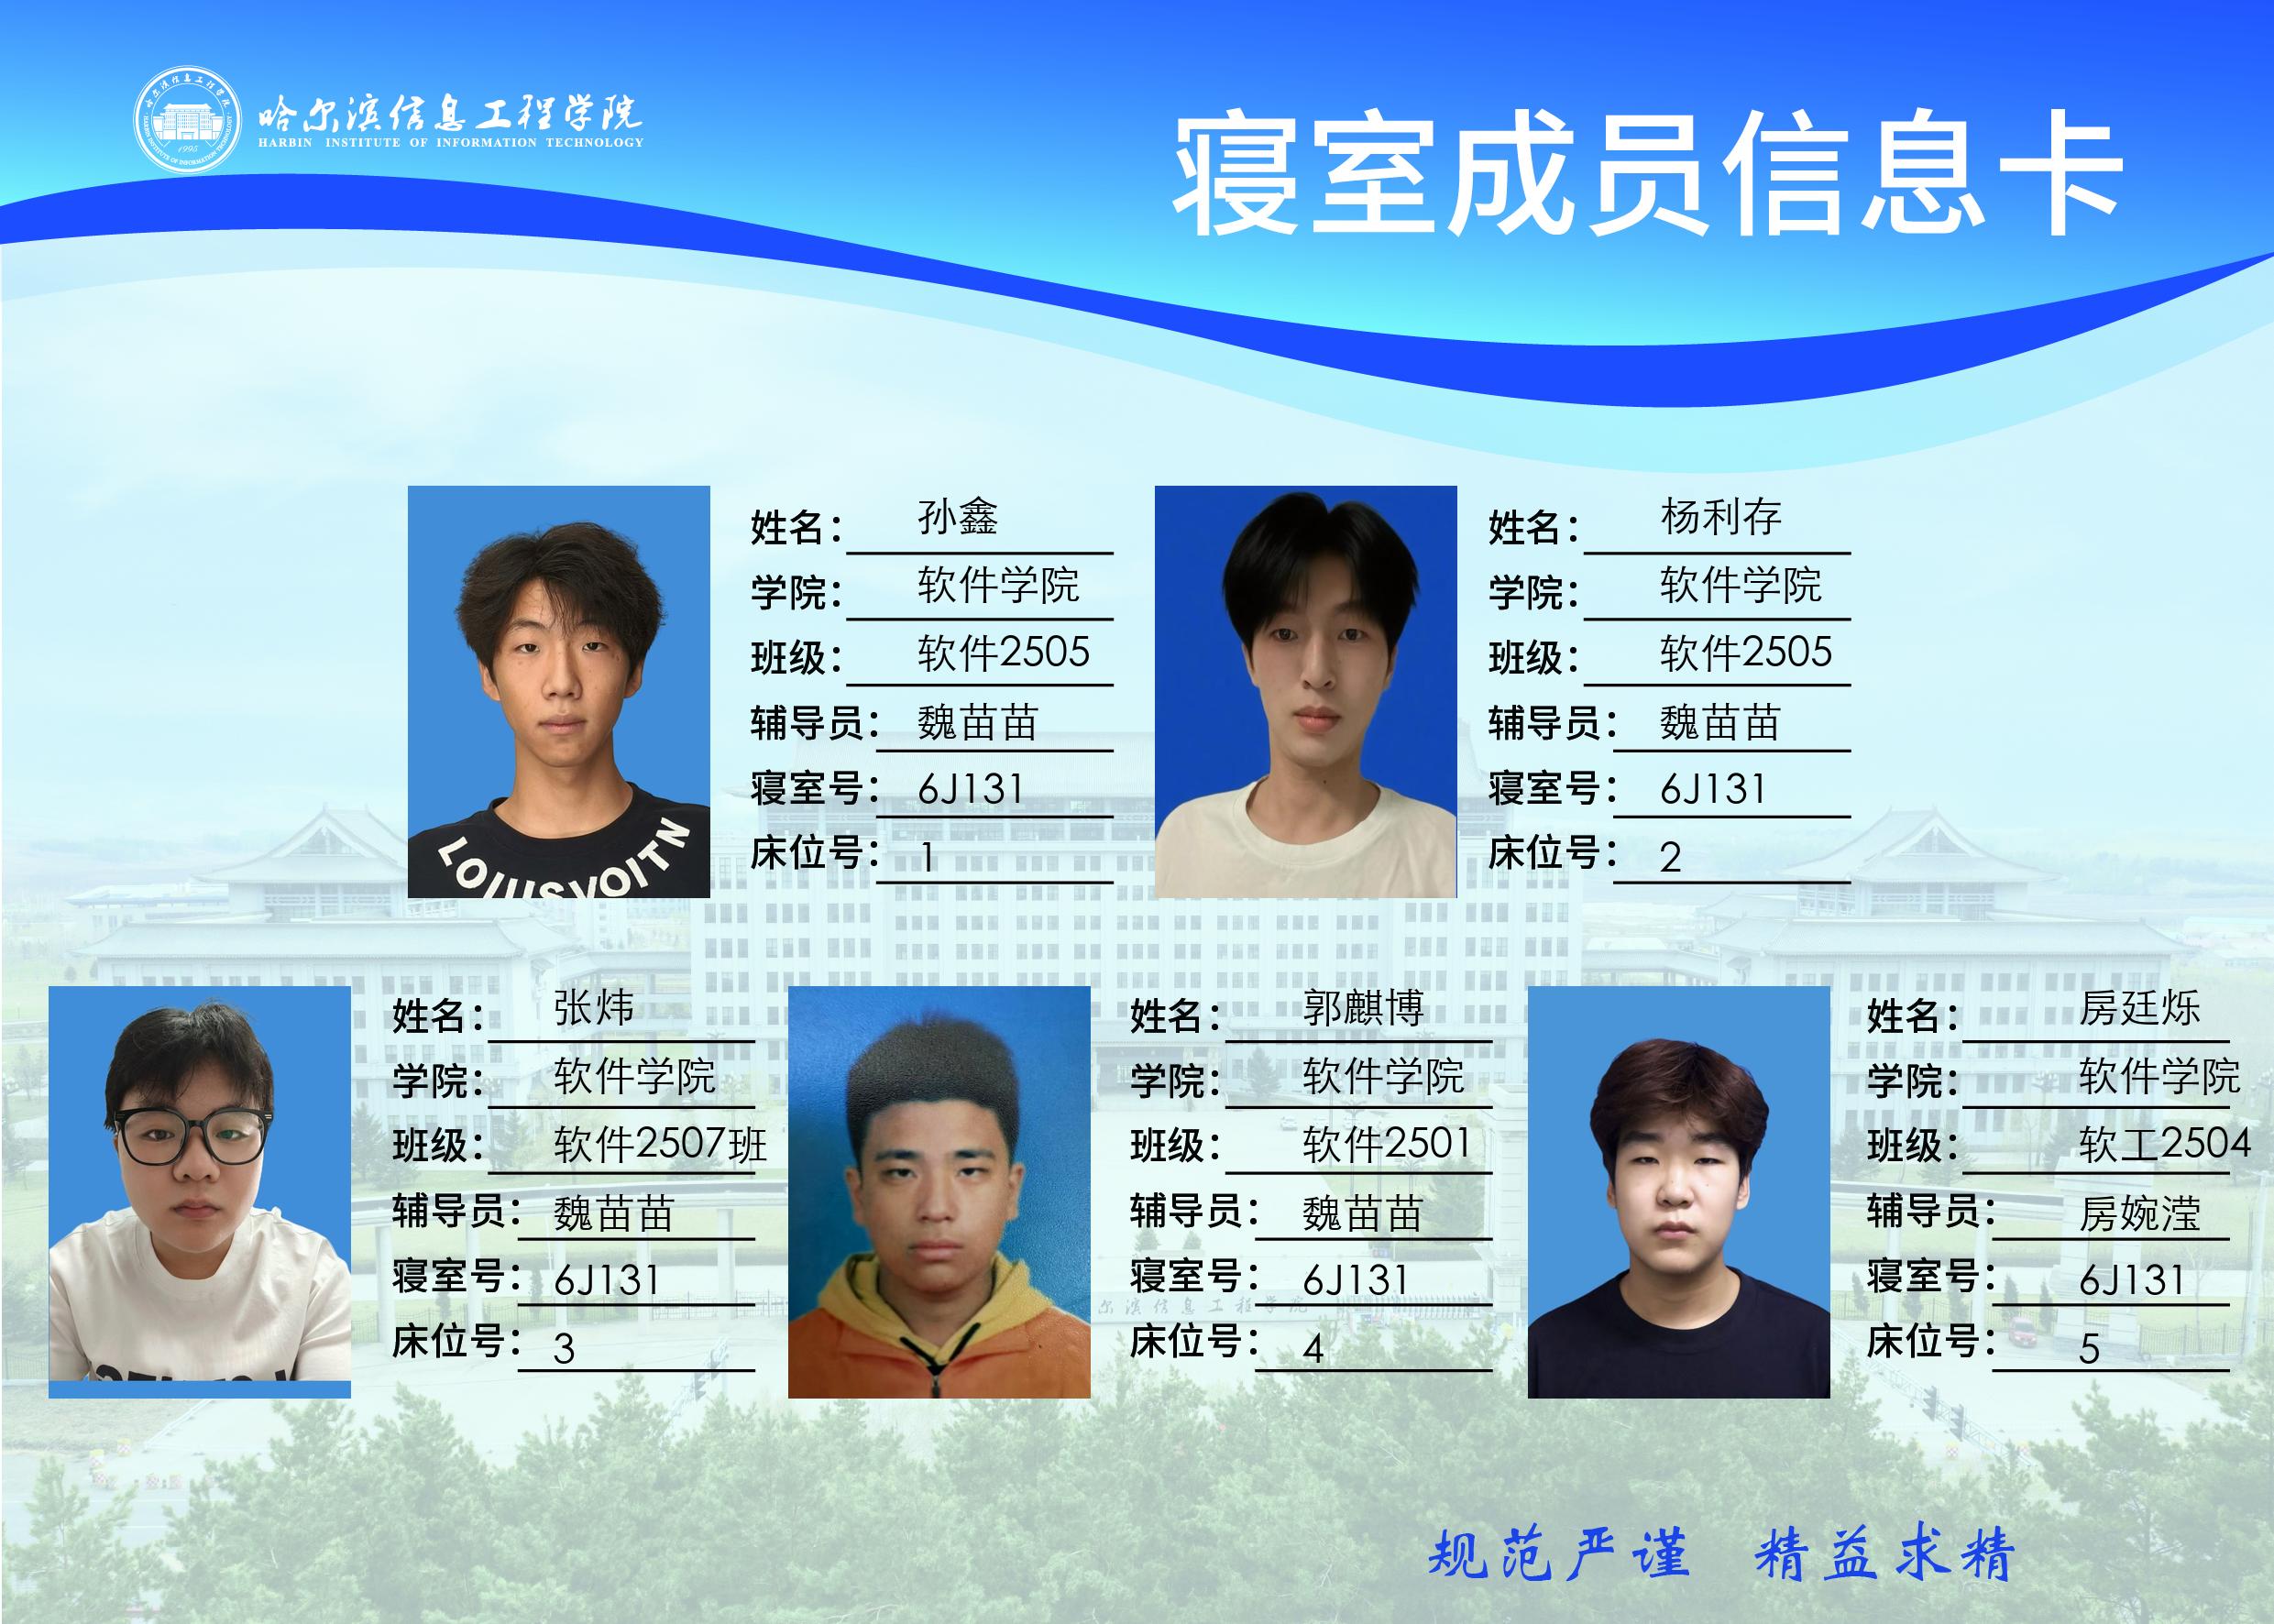 哈尔滨信息工程学院
HARBIN INSTITUTE OF INFORMATION TECHNOLOGY
1995
寝室成员信息卡
姓名：孙鑫
学院：软件学院
班级：软件2505
辅导员：魏苗苗
寝室号：6J131
床位号：1
姓名：杨利存
学院：软件学院
班级：软件2505
辅导员：魏苗苗
寝室号：6J131
床位号：2
姓名：张炜
学院：软件学院
班级：软件2507班
辅导员：魏苗苗
寝室号：6J131
床位号：3
姓名：郭麒博
学院：软件学院
班级：软件2501
辅导员：魏苗苗
寝室号：6J131
床位号：4
姓名：房廷烁
学院：软件学院
班级：软工2504
辅导员：房婉滢
寝室号：6J131
床位号：5
规范严谨 精益求精